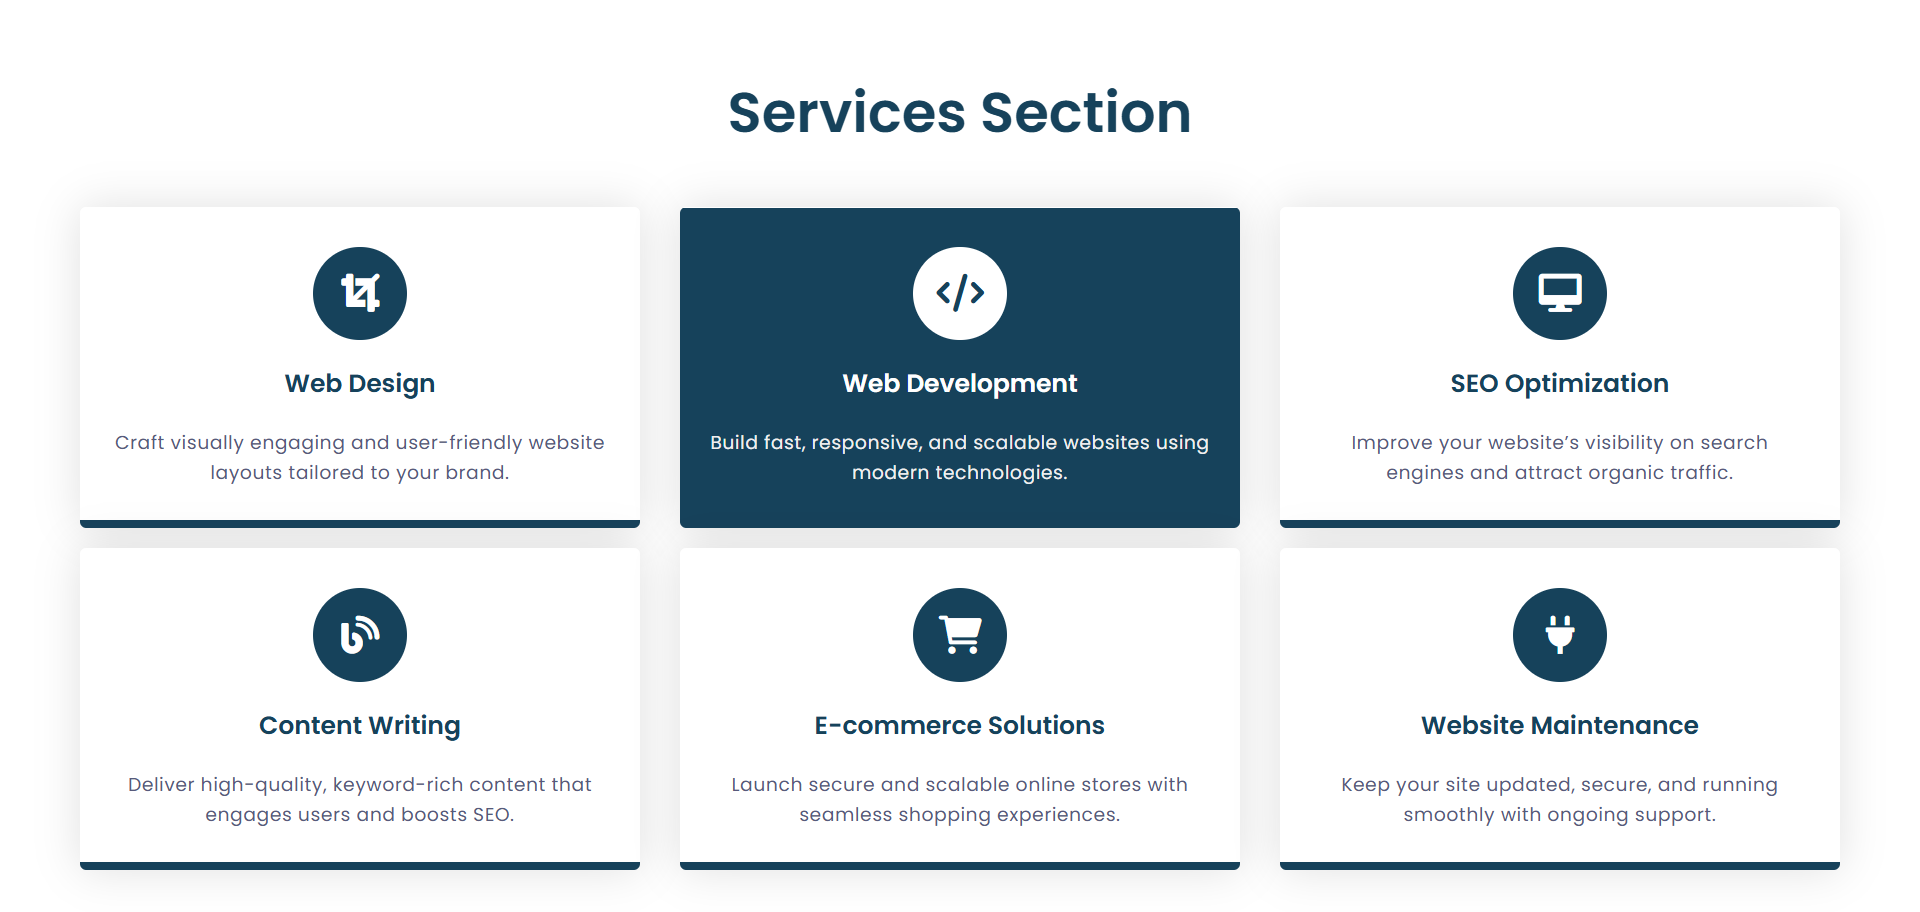 Services Section
Web Design
Craft visually engaging and user-friendly website
layouts tailored to your brand.
Web Development
Build fast, responsive, and scalable websites using
modern technologies.
SEO Optimization
Improve your website’s visibility on search
engines and attract organic traffic.
Content Writing
Deliver high-quality, keyword-rich content that
engages users and boosts SEO.
E-commerce Solutions
Launch secure and scalable online stores with
seamless shopping experiences.
Website Maintenance
Keep your site updated, secure, and running
smoothly with ongoing support.